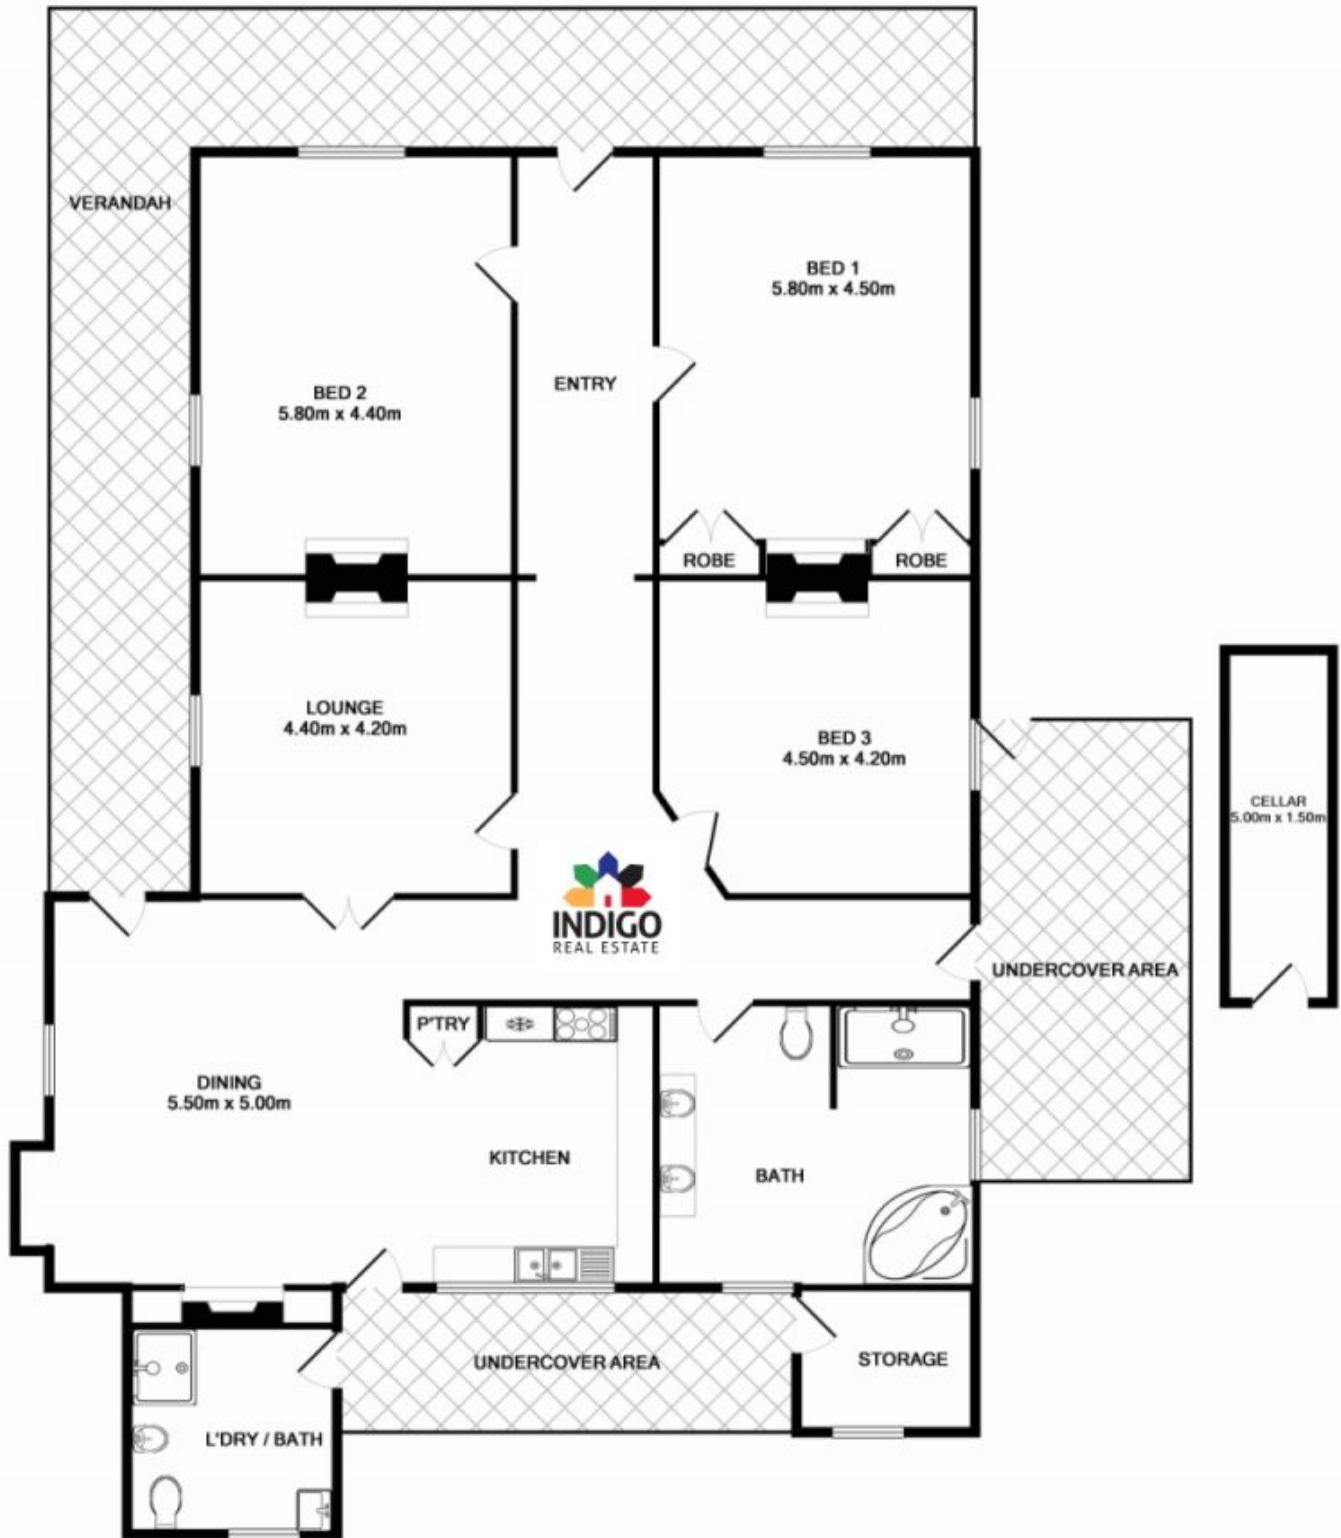 VERANDAH
BED 1
5.80m x 4.50m
BED 2
5.80m x 4.40m
ENTRY
ROBE
ROBE
LOUNGE
4.40m x 4.20m
BED 3
4.50m x 4.20m
CELLAR
5.00m x 1.50m
INDIGO
REAL ESTATE
UNDERCOVER AREA
P'TRY
DINING
5.50m x 5.00m
KITCHEN
BATH
UNDERCOVER AREA
STORAGE
L'DRY / BATH